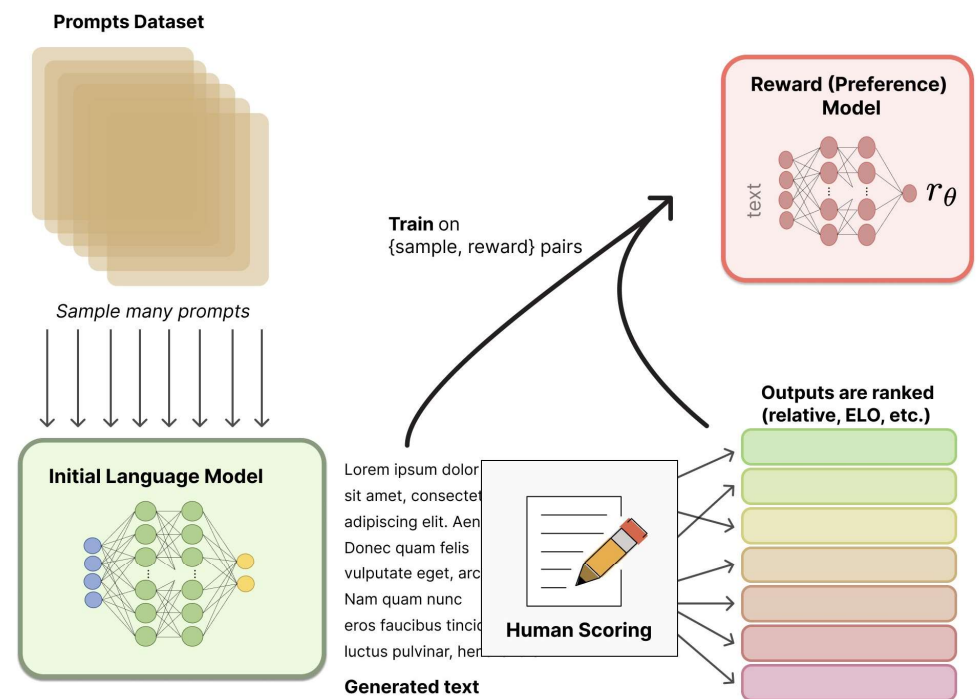 Prompts Dataset
Sample many prompts
Initial Language Model
Train on
{sample, reward} pairs
Reward (Preference)
Model
text
rθ
Lorem ipsum dolor
sit amet, consectet
adipiscing elit. Aen
Donec quam felis
vulputate eget, arc
Nam quam nunc
eros faucibus tincid
luctus pulvinar, her
Generated text
Human Scoring
Outputs are ranked
(relative, ELO, etc.)